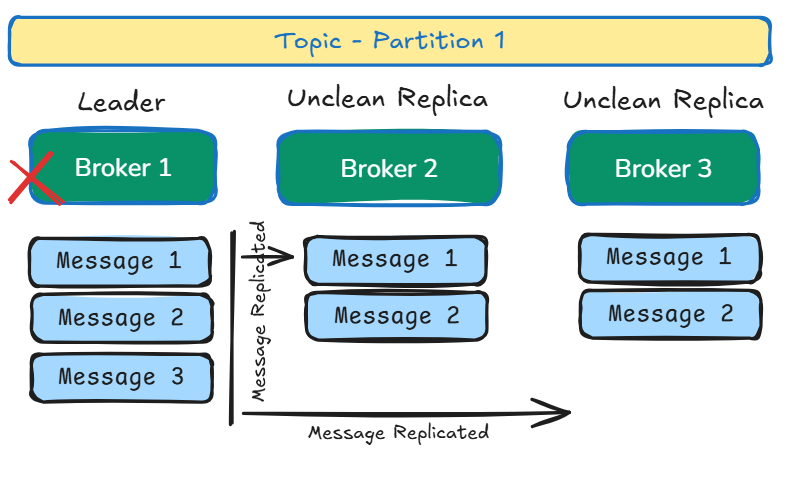 Topic - Partition 1
Leader
Unclean Replica
Unclean Replica
Broker 1
Broker 2
Broker 3
Message 1
Message 2
Message 3
Message Replicated
Message 1
Message 2
Message 1
Message 2
Message Replicated